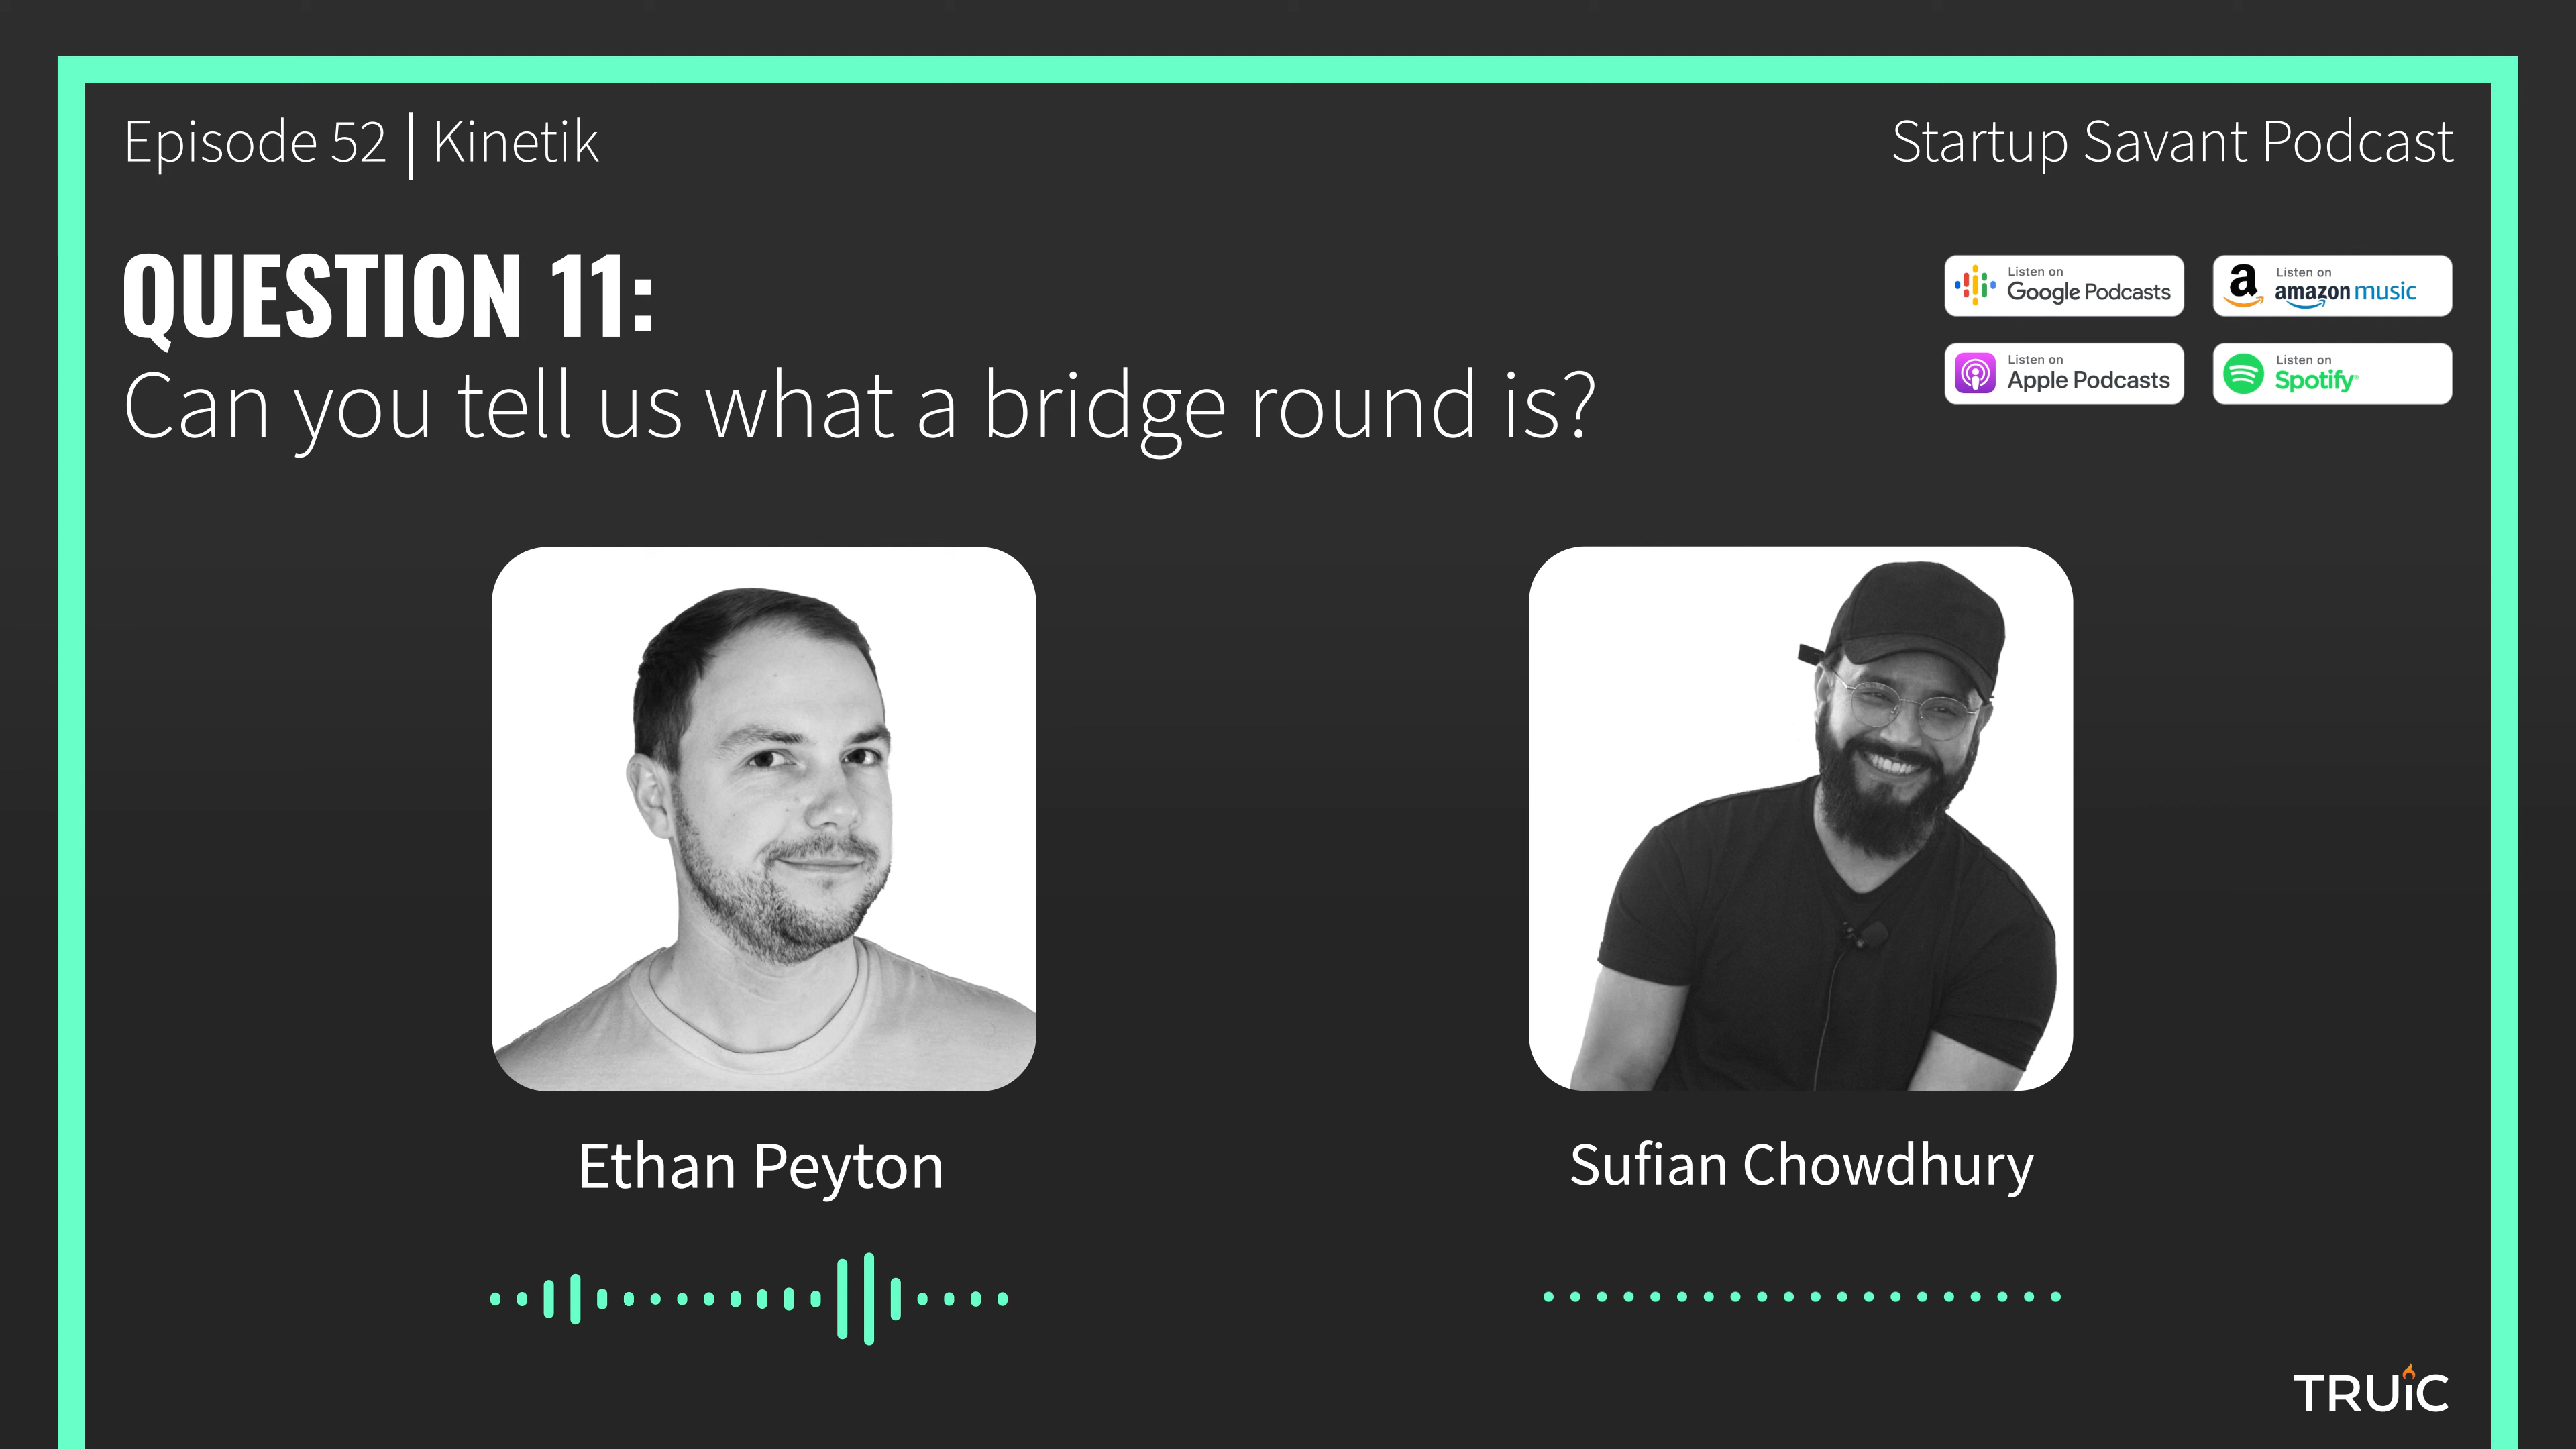 Episode 52 | Kinetik
Startup Savant Podcast
QUESTION 11:
Can you tell us what a bridge round is?
Listen on
Google Podcasts
Listen on
amazon music
Listen on
Apple Podcasts
Listen on
Spotify
Ethan Peyton
Sufian Chowdhury
TRUiC